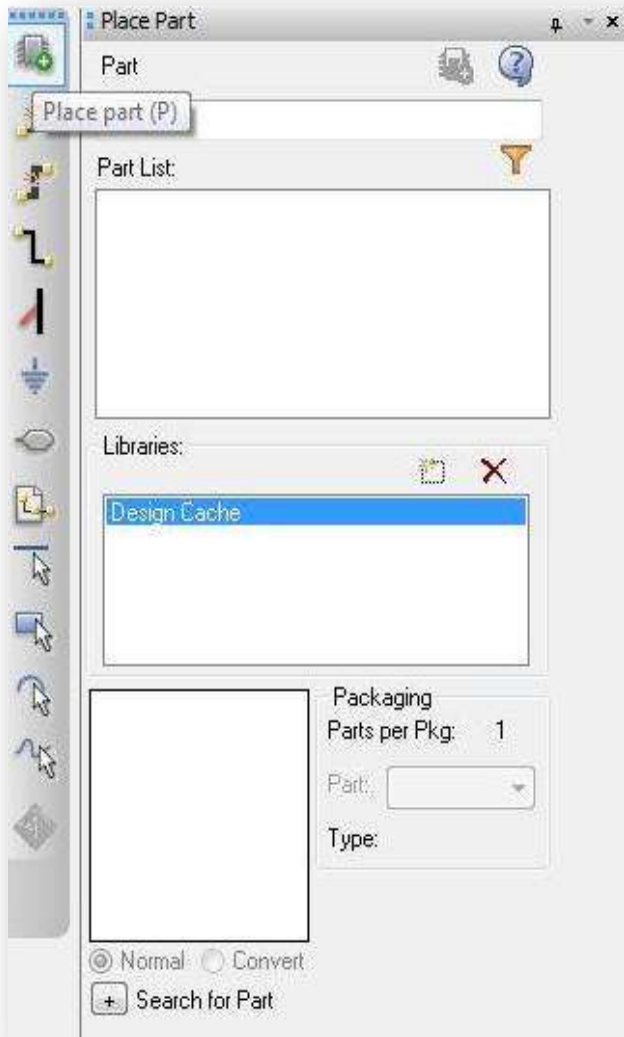 Place Part
Part
Place part (P)
Part List:
Libraries:
Design Cache
Packaging
Parts per Pkg: 1
Part:
Type:
Normal Convert
+ Search for Part